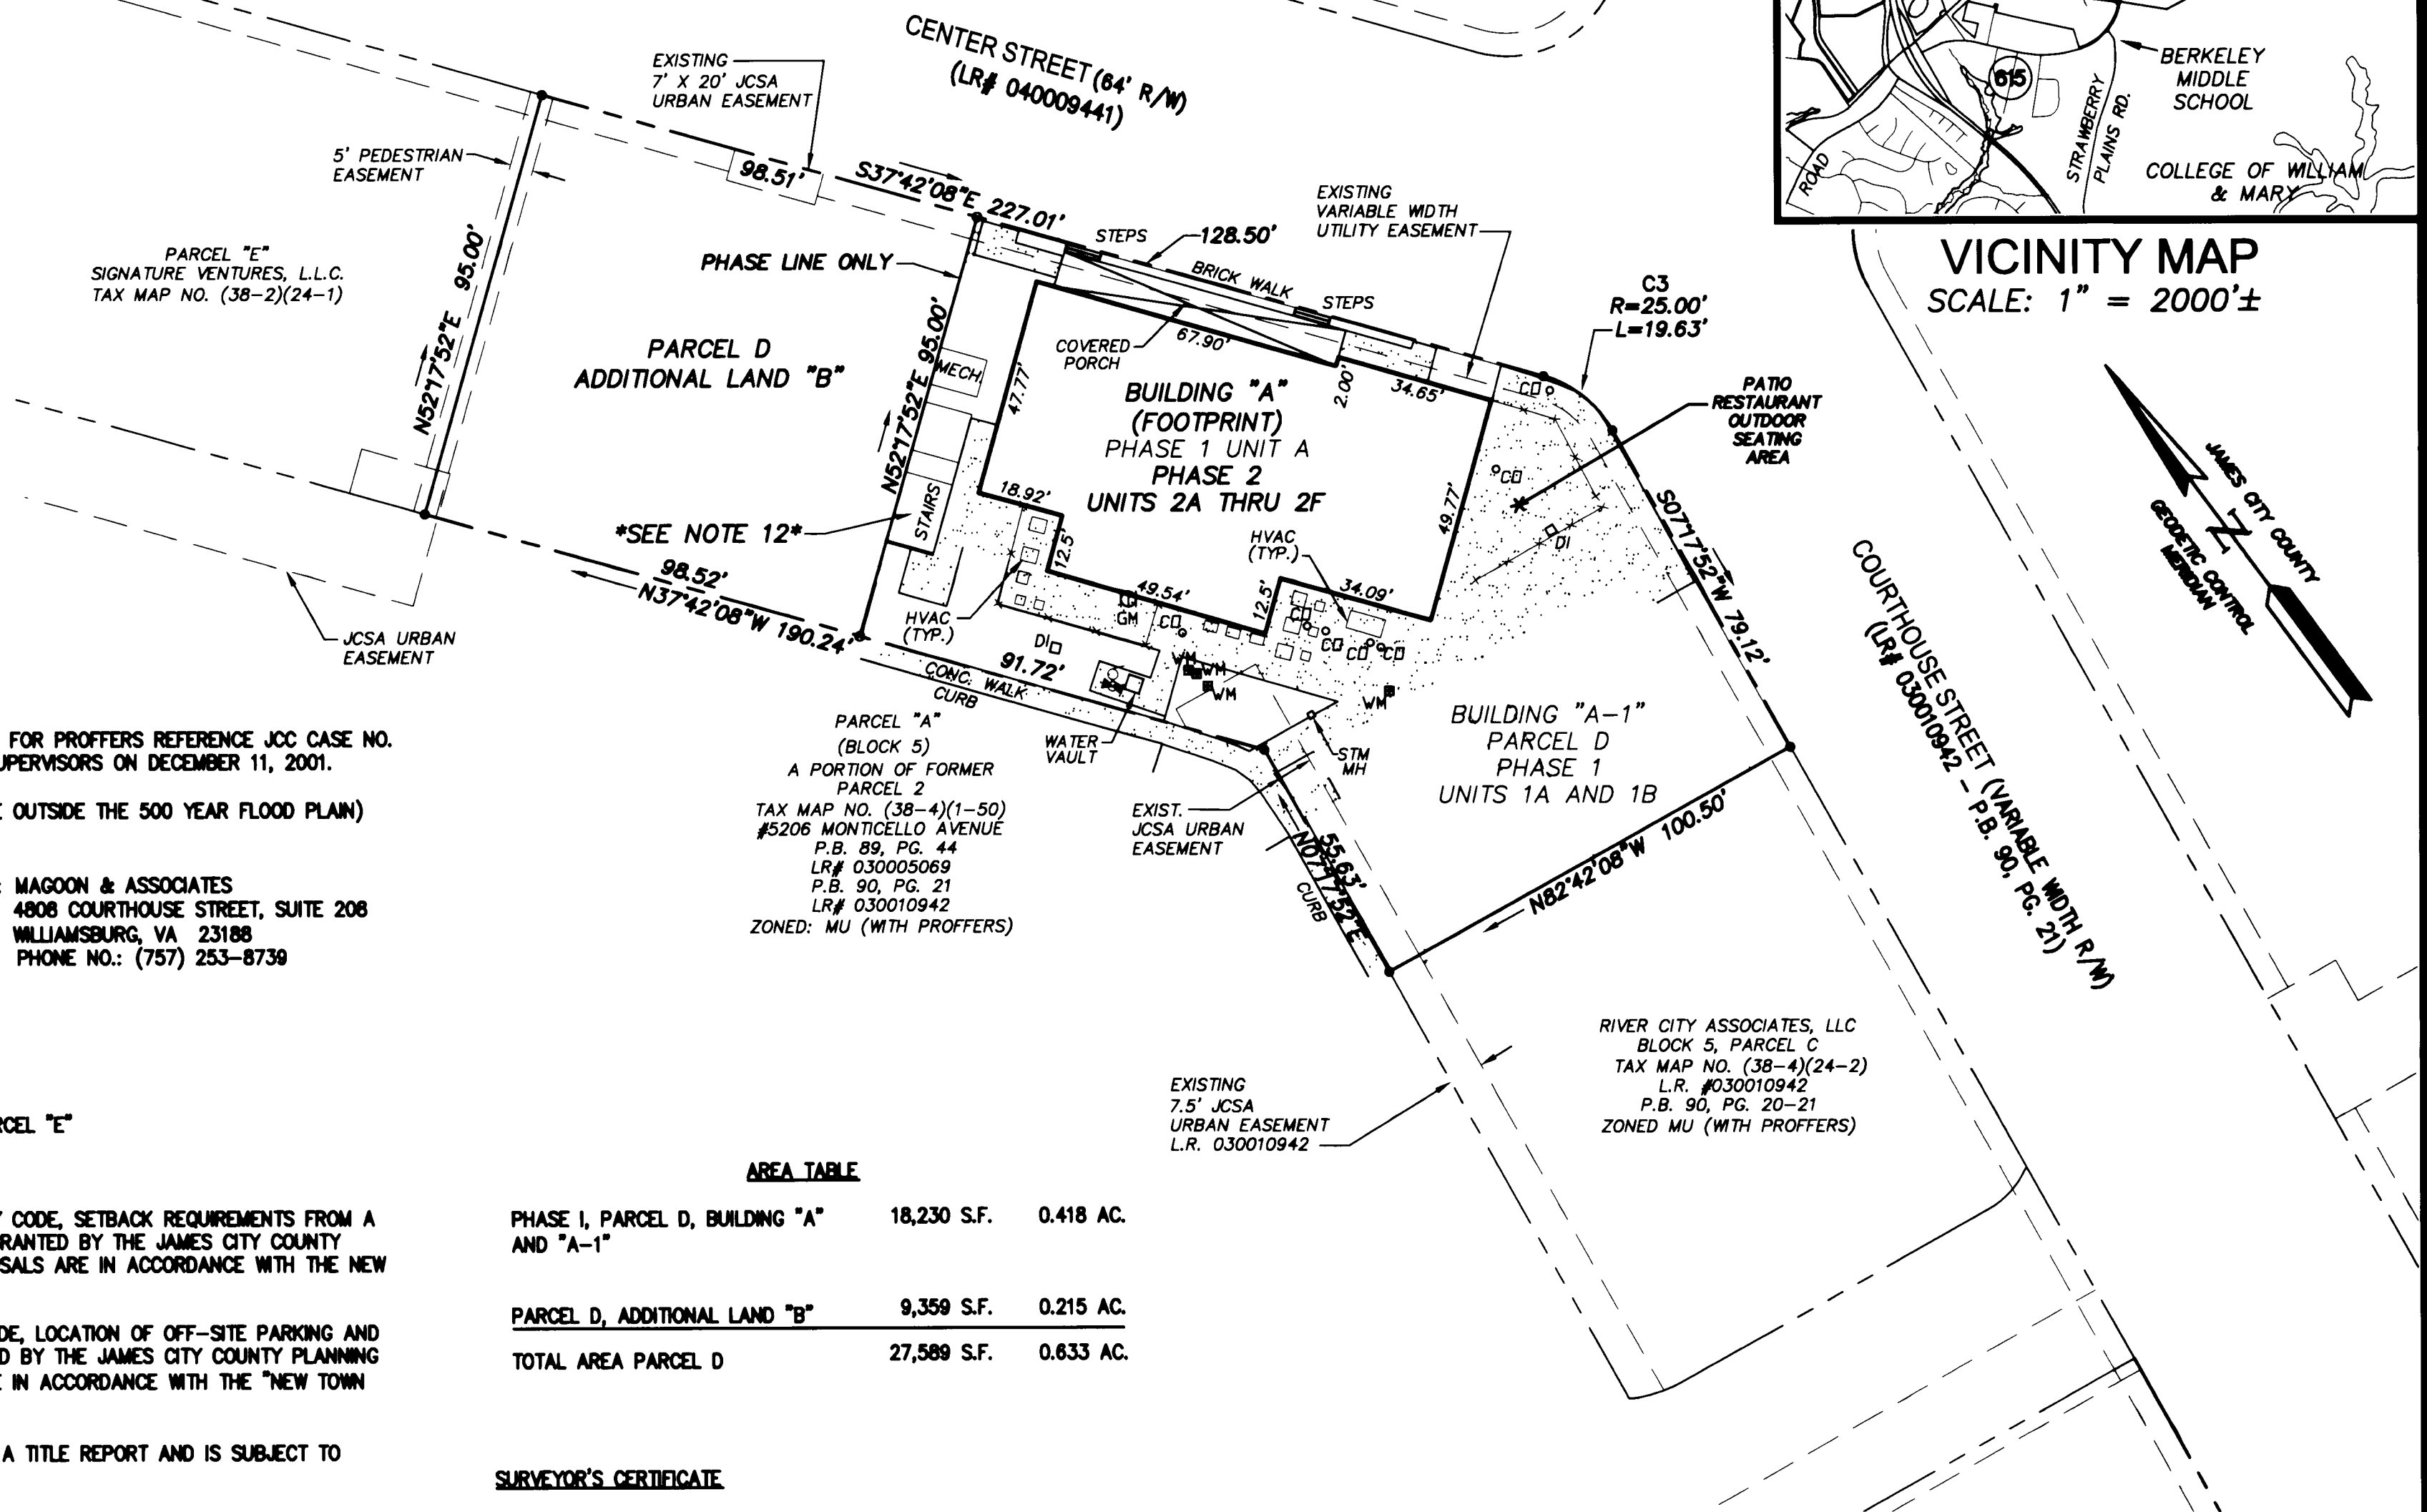 CENTER STREET (64' R/W)
(LR# 040009441)
EXISTING
7' X 20' JCSA
URBAN EASEMENT
5' PEDESTRIAN
EASEMENT
98.51'
S37°42'08"E 227.01'
STEPS
128.50'
BRICK WALK
STEPS
EXISTING
VARIABLE WIDTH
UTILITY EASEMENT
C3
R=25.00'
L=19.63'
615
BERKELEY
MIDDLE
SCHOOL
STRAWBERRY
PLAINS RD.
ROAD
COLLEGE OF WILLIAM
& MARY
VICINITY MAP
SCALE: 1" = 2000'±
PARCEL "E"
SIGNATURE VENTURES, L.L.C.
TAX MAP NO. (38-2)(24-1)
N52°17'52"E 95.00'
PHASE LINE ONLY
PARCEL D
ADDITIONAL LAND "B"
N52°17'52"E 95.00'
MECH.
STAIRS
47.77'
COVERED
PORCH
67.90'
2.00'
34.65'
BUILDING "A"
(FOOTPRINT)
PHASE 1 UNIT A
PHASE 2
UNITS 2A THRU 2F
CO
CO
DI
PATIO
RESTAURANT
OUTDOOR
SEATING
AREA
49.77'
S07°17'52"W 79.12'
JAMES CITY COUNTY
GEODETIC CONTROL
MERIDIAN
N
COURTHOUSE STREET (VARIABLE WIDTH R/W)
(LR# 030010942 - P.B. 90, PG. 21)
*SEE NOTE 12*
18.92'
12.5'
49.54'
12.5'
34.09'
HVAC
(TYP.)
HVAC
(TYP.)
GM
CO
CO
CO
CO
CO
DI
WM
WM
WM
WM
98.52'
N37°42'08"W 190.24'
91.72'
CONC. WALK
CURB
JCSA URBAN
EASEMENT
WATER
VAULT
STM
MH
EXIST.
JCSA URBAN
EASEMENT
BUILDING "A-1"
PARCEL D
PHASE 1
UNITS 1A AND 1B
PARCEL "A"
(BLOCK 5)
A PORTION OF FORMER
PARCEL 2
TAX MAP NO. (38-4)(1-50)
#5206 MONTICELLO AVENUE
P.B. 89, PG. 44
LR# 030005069
P.B. 90, PG. 21
LR# 030010942
ZONED: MU (WITH PROFFERS)
55.63'
N07°17'52"E
CURB
N82°42'08"W 100.50'
FOR PROFFERS REFERENCE JCC CASE NO.
UPERVISORS ON DECEMBER 11, 2001.
OUTSIDE THE 500 YEAR FLOOD PLAIN)
: MAGOON & ASSOCIATES
4808 COURTHOUSE STREET, SUITE 208
WILLIAMSBURG, VA 23188
PHONE NO.: (757) 253-8739
EXISTING
7.5' JCSA
URBAN EASEMENT
L.R. 030010942
RIVER CITY ASSOCIATES, LLC
BLOCK 5, PARCEL C
TAX MAP NO. (38-4)(24-2)
L.R. #030010942
P.B. 90, PG. 20-21
ZONED MU (WITH PROFFERS)
RCEL "E"
CODE, SETBACK REQUIREMENTS FROM A
RANTED BY THE JAMES CITY COUNTY
SALS ARE IN ACCORDANCE WITH THE NEW
DE, LOCATION OF OFF-SITE PARKING AND
D BY THE JAMES CITY COUNTY PLANNING
IN ACCORDANCE WITH THE "NEW TOWN
A TITLE REPORT AND IS SUBJECT TO
AREA TABLE
PHASE I, PARCEL D, BUILDING "A" 18,230 S.F. 0.418 AC.
AND "A-1"
PARCEL D, ADDITIONAL LAND "B" 9,359 S.F. 0.215 AC.
TOTAL AREA PARCEL D 27,589 S.F. 0.633 AC.
SURVEYOR'S CERTIFICATE